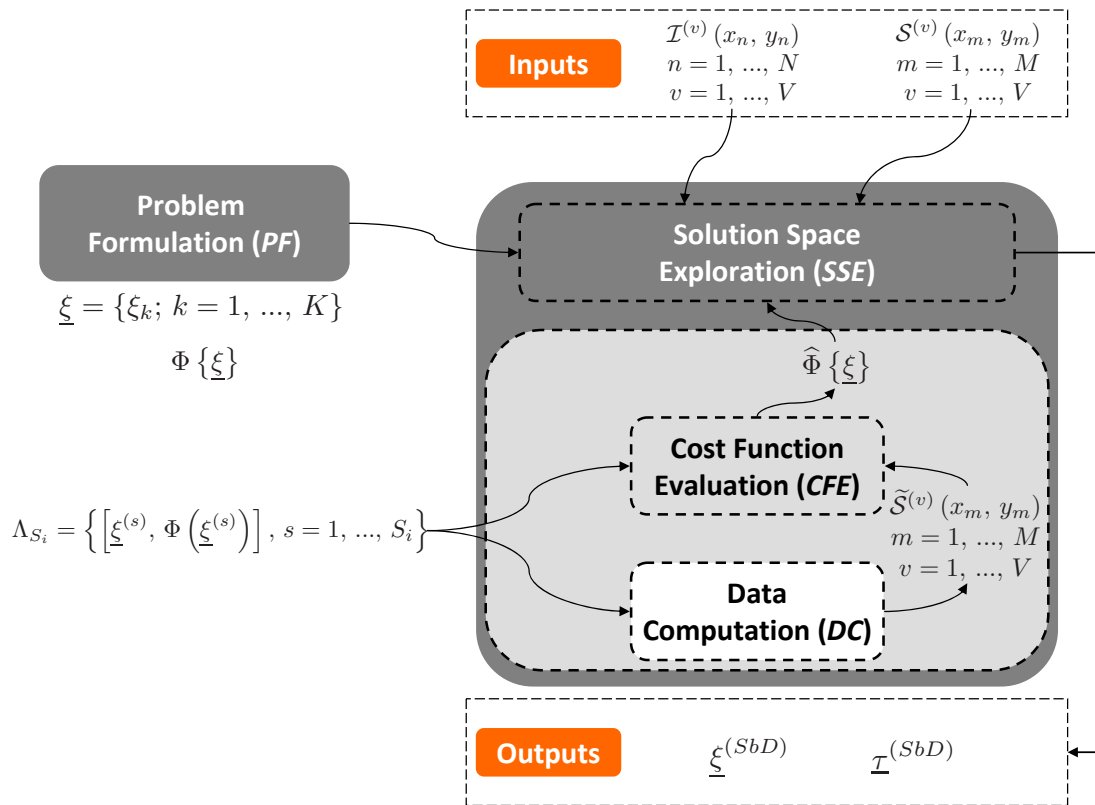 Inputs
𝓘^{(v)} (x_n, y_n)
n = 1, ..., N
v = 1, ..., V
𝓢^{(v)} (x_m, y_m)
m = 1, ..., M
v = 1, ..., V
Problem
Formulation (PF)
ξ̲ = {ξ_k; k = 1, ..., K}
Φ {ξ̲}
Solution Space
Exploration (SSE)
Φ̂ {ξ̲}
Cost Function
Evaluation (CFE)
𝓢̃^{(v)} (x_m, y_m)
m = 1, ..., M
v = 1, ..., V
Λ_{S_i} = {[ξ̲^{(s)}, Φ (ξ̲^{(s)})], s = 1, ..., S_i}
Data
Computation (DC)
Outputs
ξ̲^{(SbD)}
τ̲^{(SbD)}